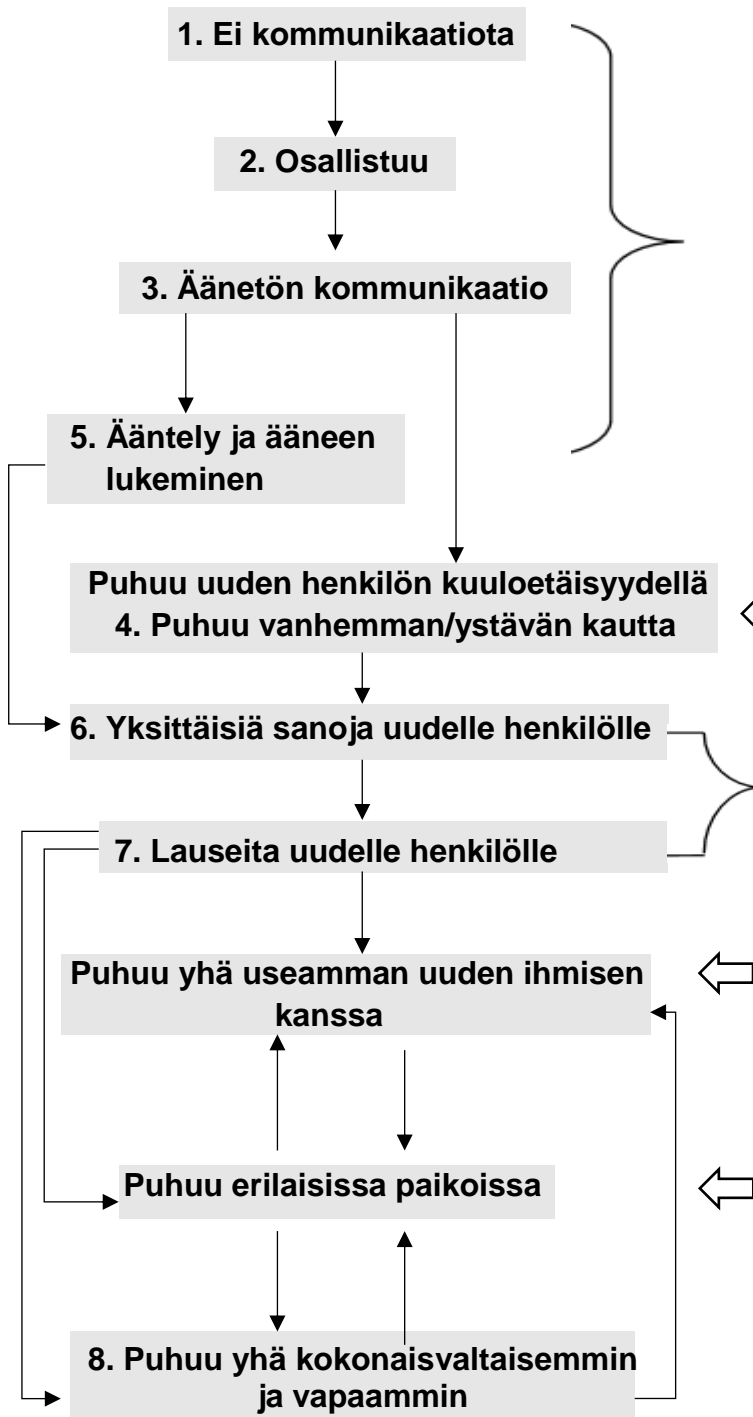 1. Ei kommunikaatiota
2. Osallistuu
3. Äänetön kommunikaatio
5. Ääntely ja ääneen
lukeminen
Puhuu uuden henkilön kuuloetäisyydellä
4. Puhuu vanhemman/ystävän kautta
6. Yksittäisiä sanoja uudelle henkilölle
7. Lauseita uudelle henkilölle
Puhuu yhä useamman uuden ihmisen
kanssa
Puhuu erilaisissa paikoissa
8. Puhuu yhä kokonaisvaltaisemmin
ja vapaammin